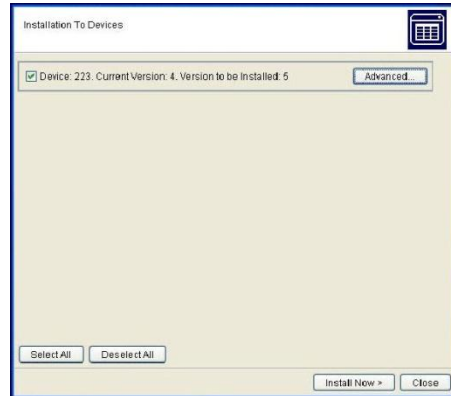 Installation To Devices
Device: 223. Current Version: 4. Version to be Installed: 5
Advanced...
Select All
Deselect All
Install Now >
Close